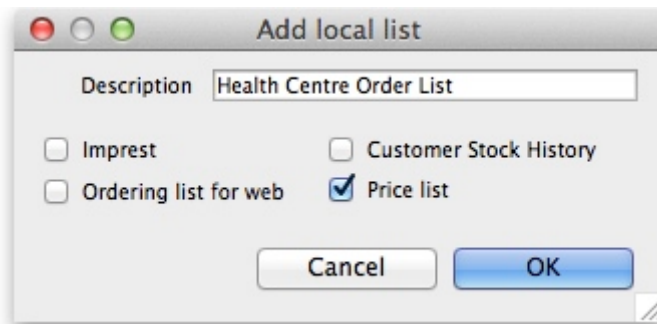 Add local list
Description Health Centre Order List
Imprest Customer Stock History
Ordering list for web Price list
Cancel OK